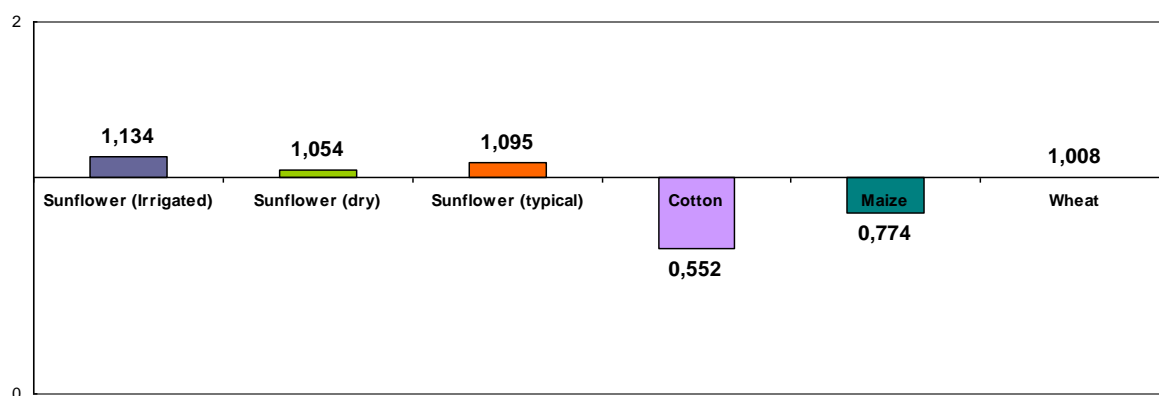 2
1,134
1,054
1,095
1,008
Sunflower (Irrigated)
Sunflower (dry)
Sunflower (typical)
Cotton
Maize
Wheat
0,774
0,552
0